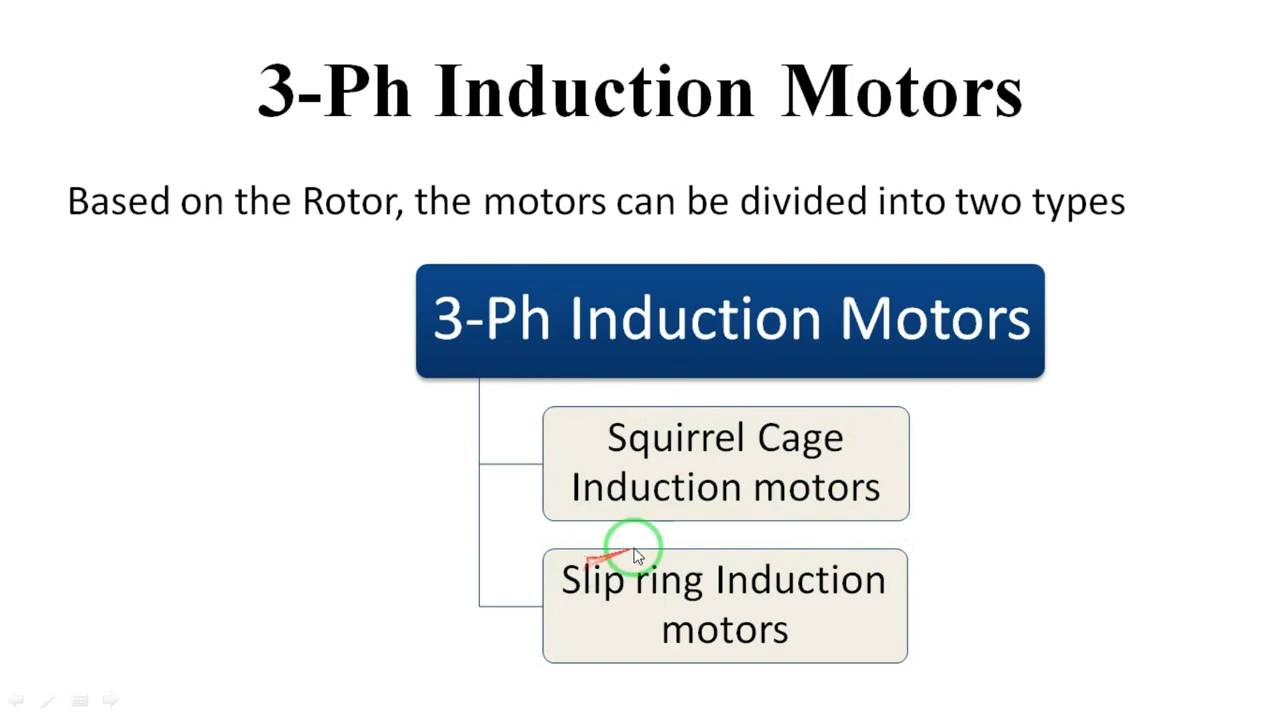 3-Ph Induction Motors
Based on the Rotor, the motors can be divided into two types
3-Ph Induction Motors
Squirrel Cage
Induction motors
Slip ring Induction
motors